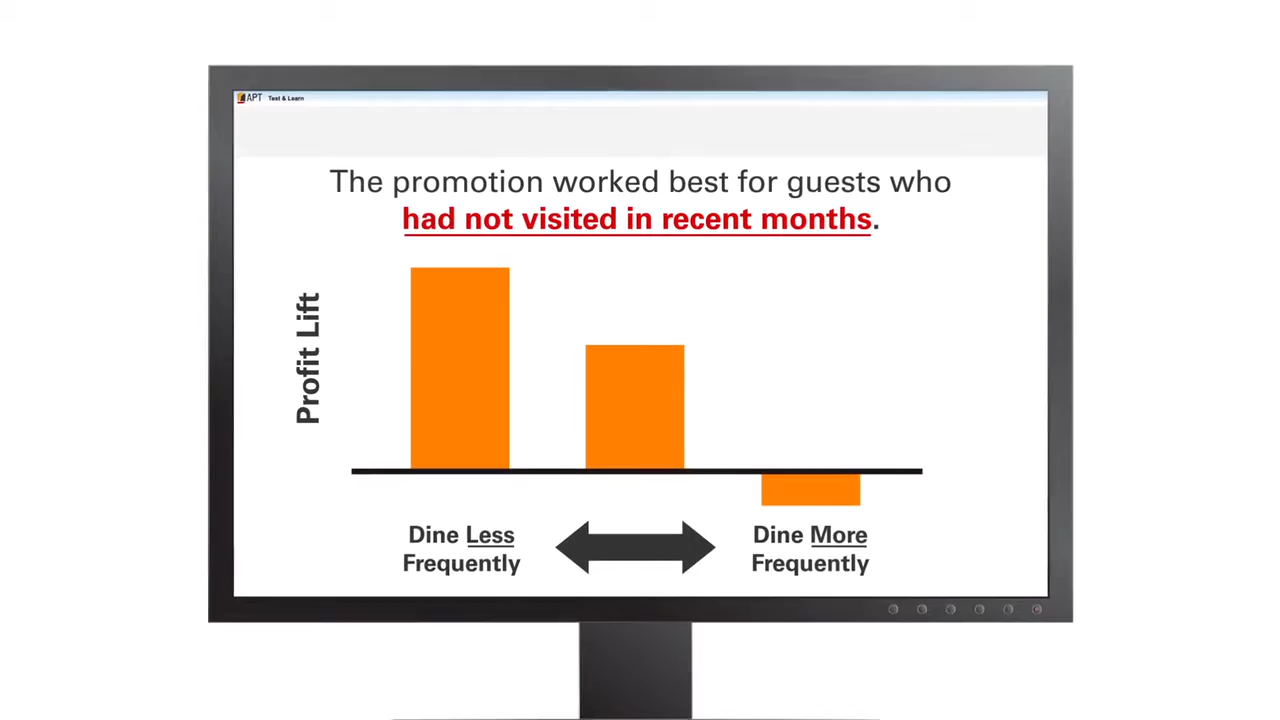 APT Test & Learn
The promotion worked best for guests who
had not visited in recent months.
Profit Lift
Dine Less
Frequently
Dine More
Frequently